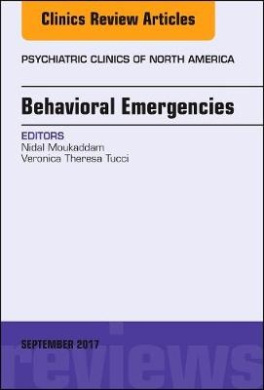 Clinics Review Articles
PSYCHIATRIC CLINICS OF NORTH AMERICA
Behavioral Emergencies
EDITORS
Nidal Moukaddam
Veronica Theresa Tucci
SEPTEMBER 2017
reviews